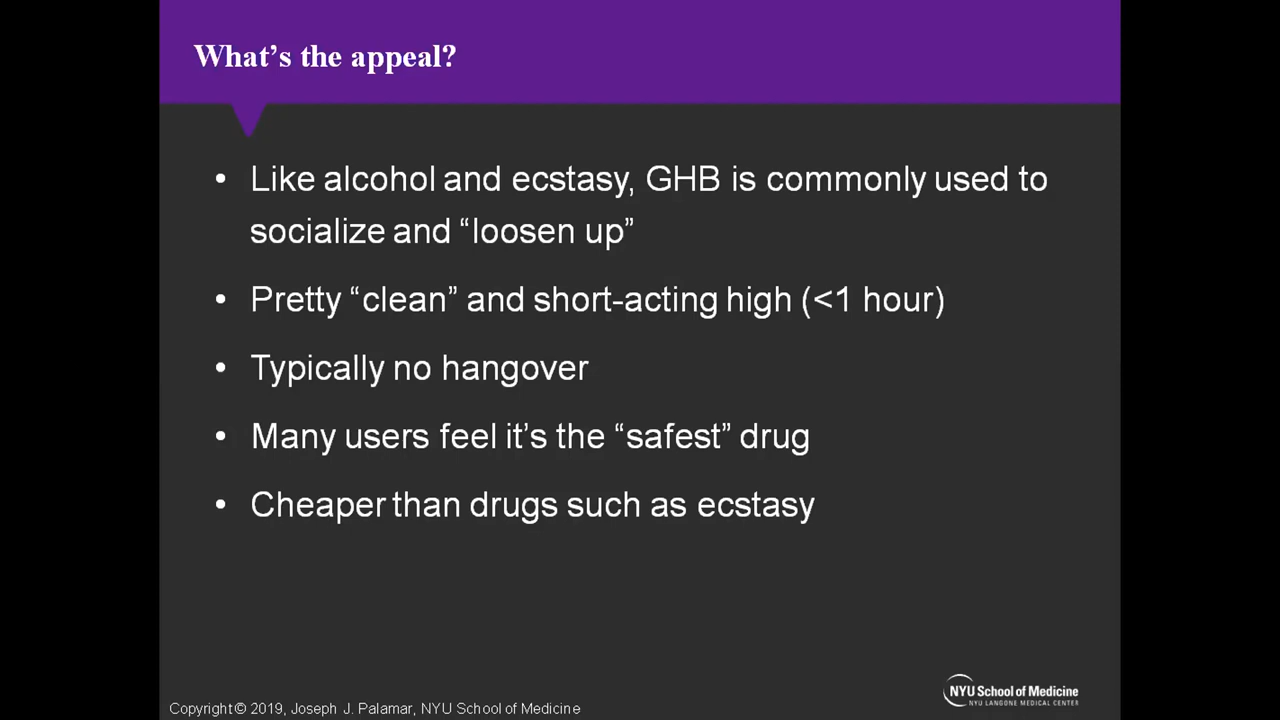 What’s the appeal?
• Like alcohol and ecstasy, GHB is commonly used to
socialize and “loosen up”
• Pretty “clean” and short-acting high (<1 hour)
• Typically no hangover
• Many users feel it’s the “safest” drug
• Cheaper than drugs such as ecstasy
NYU School of Medicine
NYU LANGONE MEDICAL CENTER
Copyright © 2019, Joseph J. Palamar, NYU School of Medicine